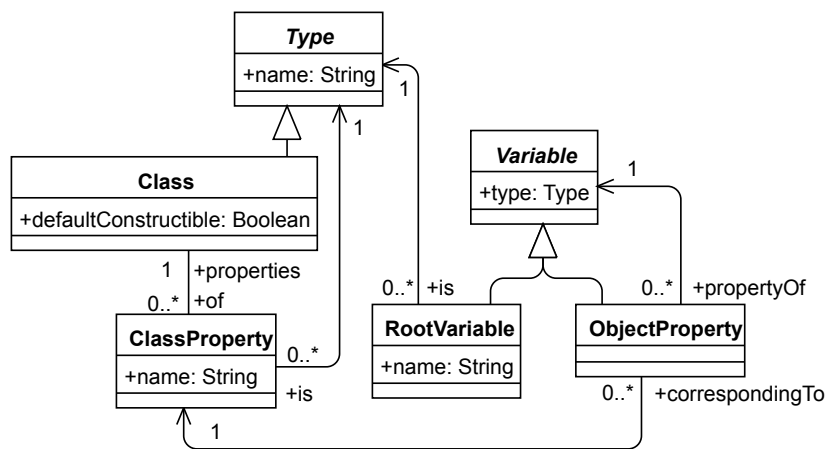 Type
+name: String
1
1
Class
+defaultConstructible: Boolean
Variable
+type: Type
1
1 +properties
0..* +of
0..* +is
0..* +propertyOf
ClassProperty
+name: String
0..*
+is
RootVariable
+name: String
ObjectProperty
0..* +correspondingTo
1